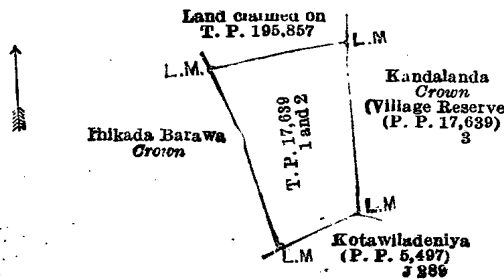 Land claimed on
T. P. 195,857
L.M.
L.M
Kandalanda
Crown
(Village Reserve
(P. P. 17,639)
3
Ihikada Barawa
Crown
T. P. 17,639
1 and 2
L.M
L.M
Kotawiladeniya
(P. P. 5,497)
J 289